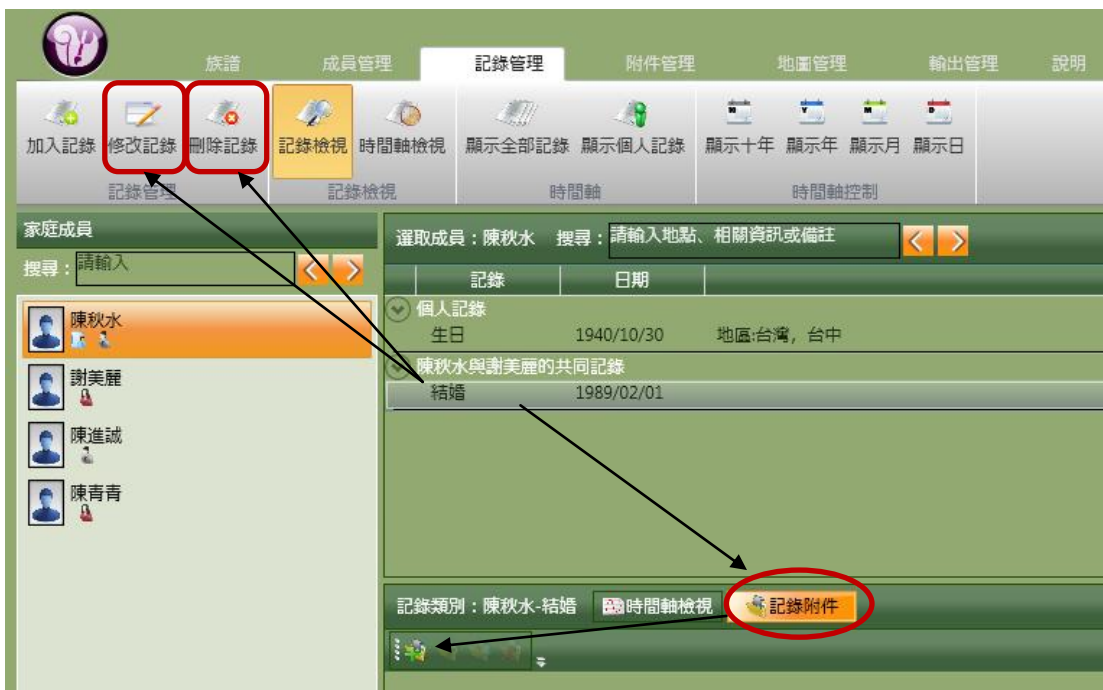 族譜 成員管理 記錄管理 附件管理 地圖管理 輸出管理 說明
加入記錄 修改記錄 刪除記錄 記錄檢視 時間軸檢視 顯示全部記錄 顯示個人記錄 顯示十年 顯示年 顯示月 顯示日
記錄管理 記錄檢視 時間軸 時間軸控制
家庭成員
搜尋：請輸入
陳秋水
謝美麗
陳進誠
陳青青
選取成員：陳秋水 搜尋：請輸入地點、相關資訊或備註
記錄 日期
個人記錄
生日 1940/10/30 地區:台灣, 台中
陳秋水與謝美麗的共同記錄
結婚 1989/02/01
記錄類別：陳秋水-結婚 時間軸檢視 記錄附件